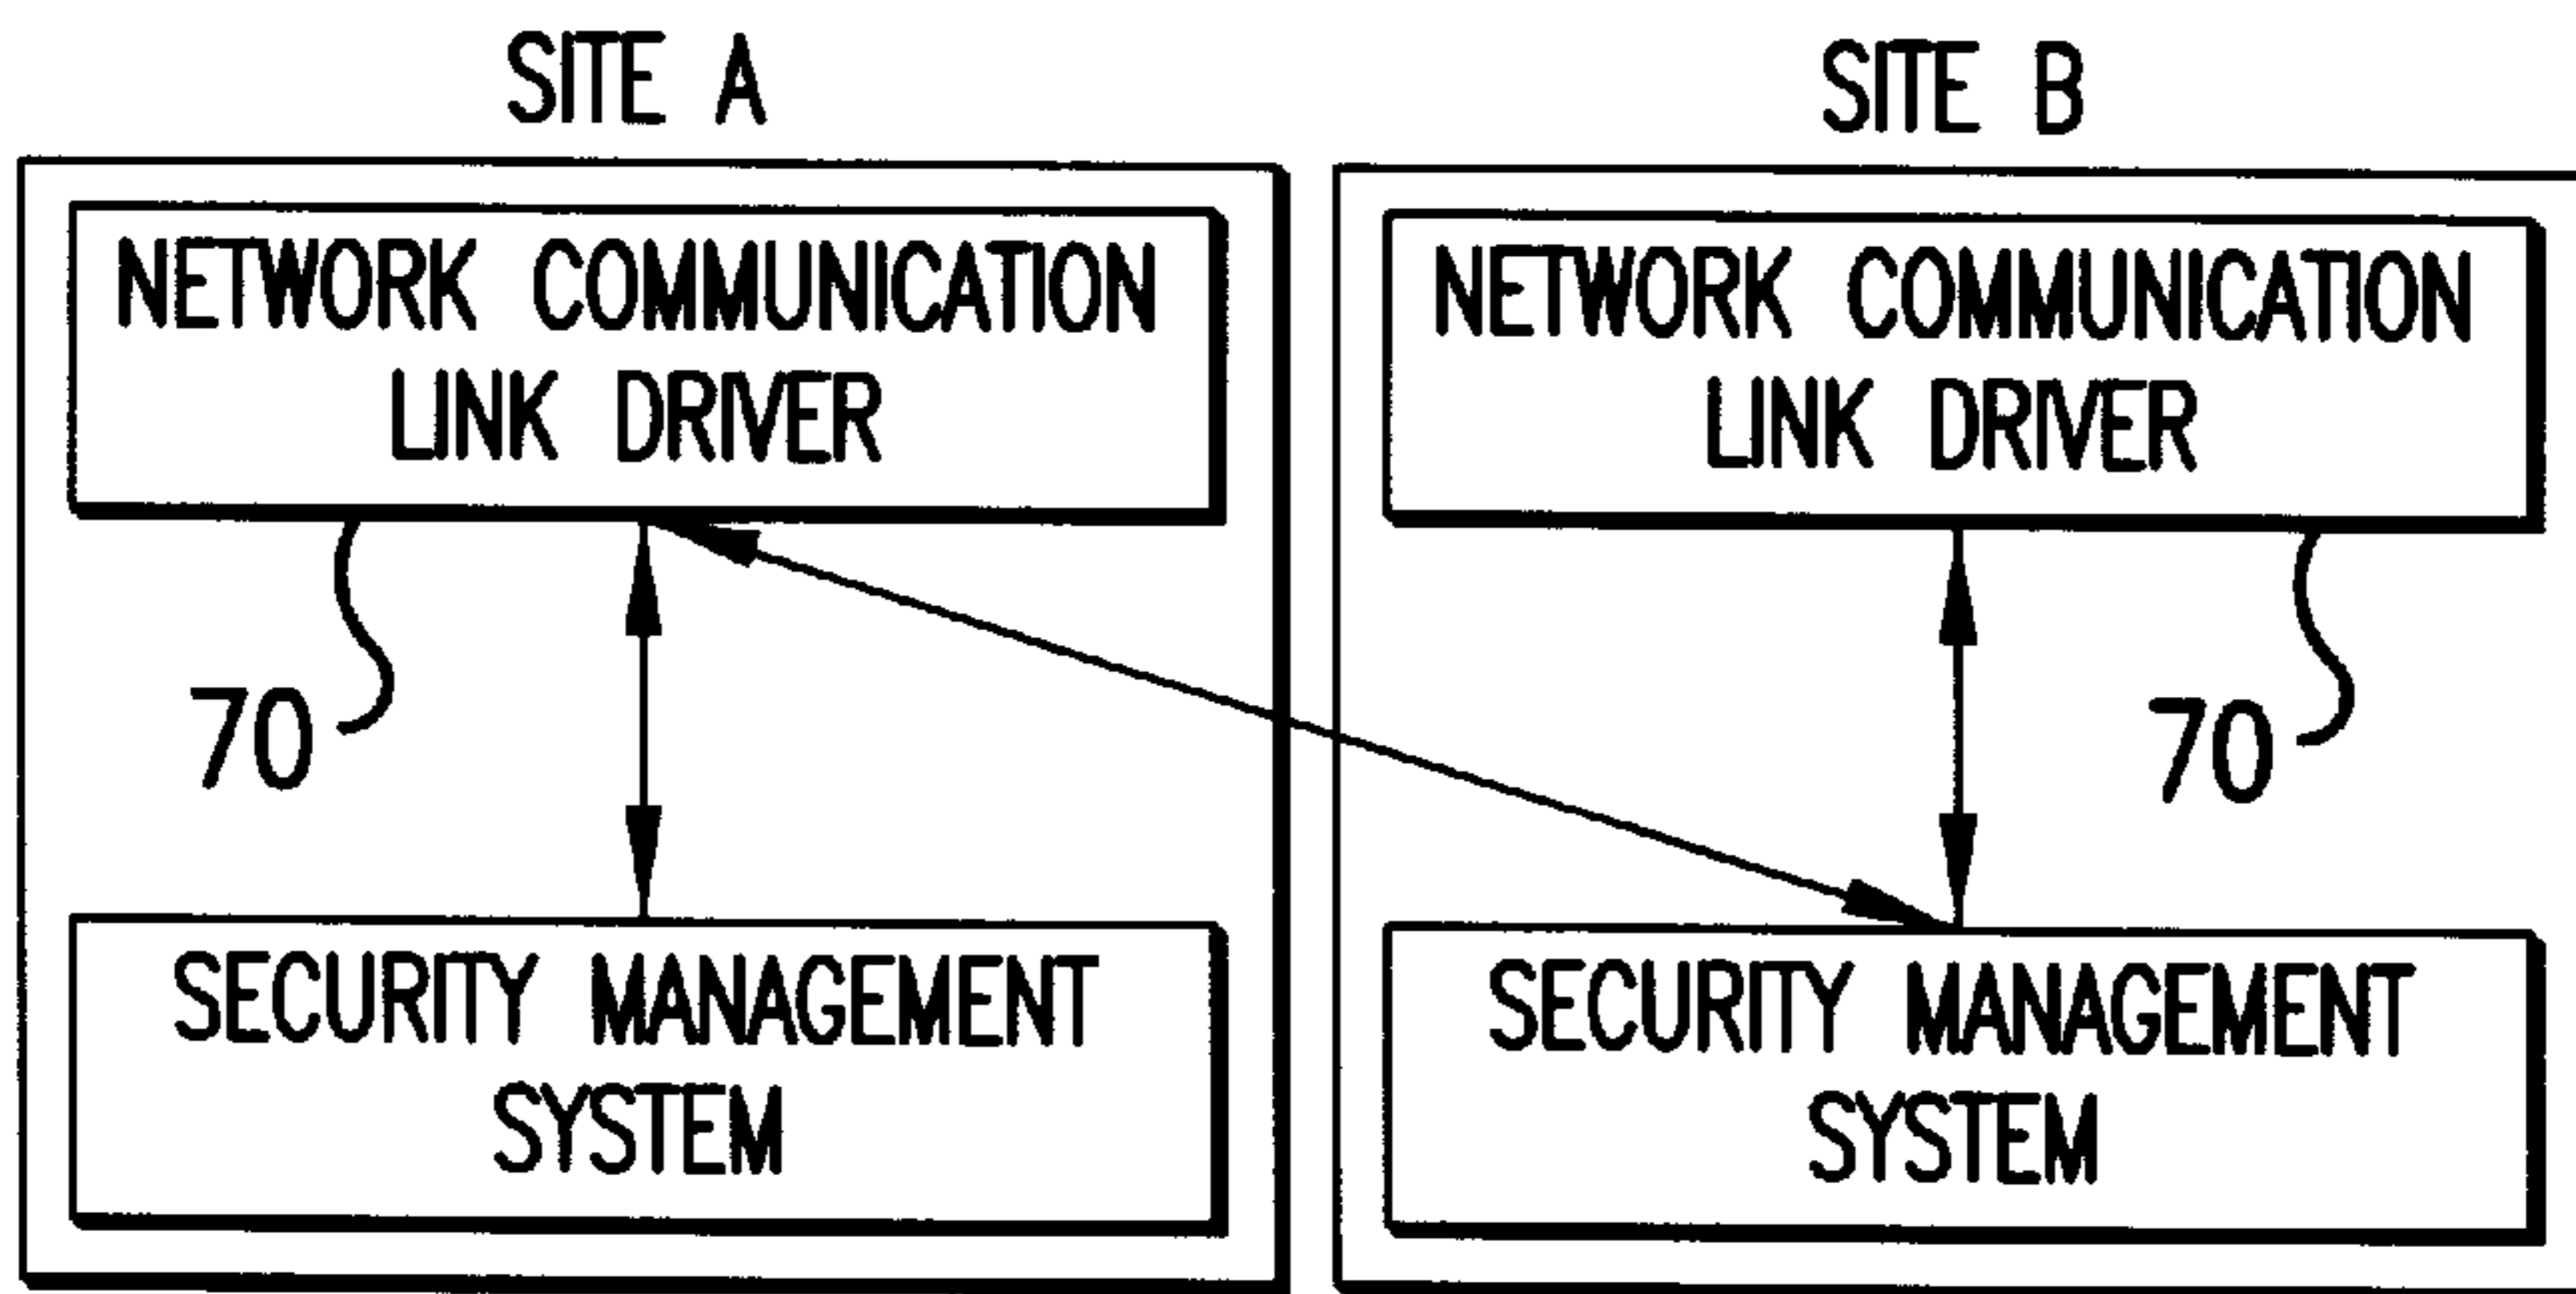 SITE A
NETWORK COMMUNICATION
LINK DRIVER
70
SECURITY MANAGEMENT
SYSTEM
SITE B
NETWORK COMMUNICATION
LINK DRIVER
70
SECURITY MANAGEMENT
SYSTEM